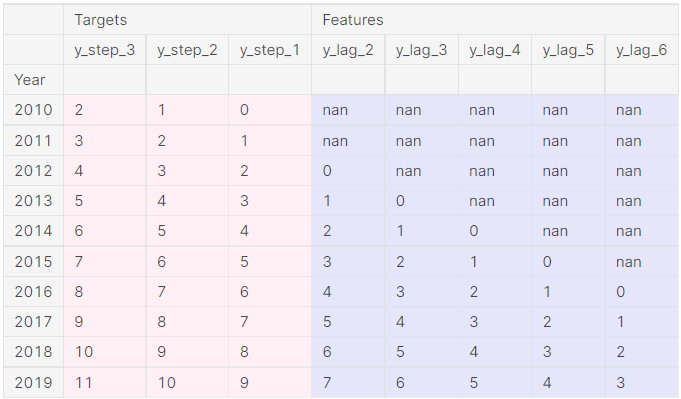 Targets Features
y_step_3 y_step_2 y_step_1 y_lag_2 y_lag_3 y_lag_4 y_lag_5 y_lag_6
Year
2010 2 1 0 nan nan nan nan nan
2011 3 2 1 nan nan nan nan nan
2012 4 3 2 0 nan nan nan nan
2013 5 4 3 1 0 nan nan nan
2014 6 5 4 2 1 0 nan nan
2015 7 6 5 3 2 1 0 nan
2016 8 7 6 4 3 2 1 0
2017 9 8 7 5 4 3 2 1
2018 10 9 8 6 5 4 3 2
2019 11 10 9 7 6 5 4 3